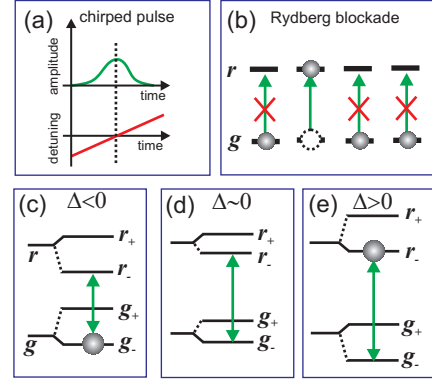 (a) chirped pulse
amplitude
time
detuning
time
(b) Rydberg blockade
r
g
(c) Δ<0
r
r+
r-
g
g+
g-
(d) Δ~0
r+
r-
g+
g-
(e) Δ>0
r+
r-
g+
g-